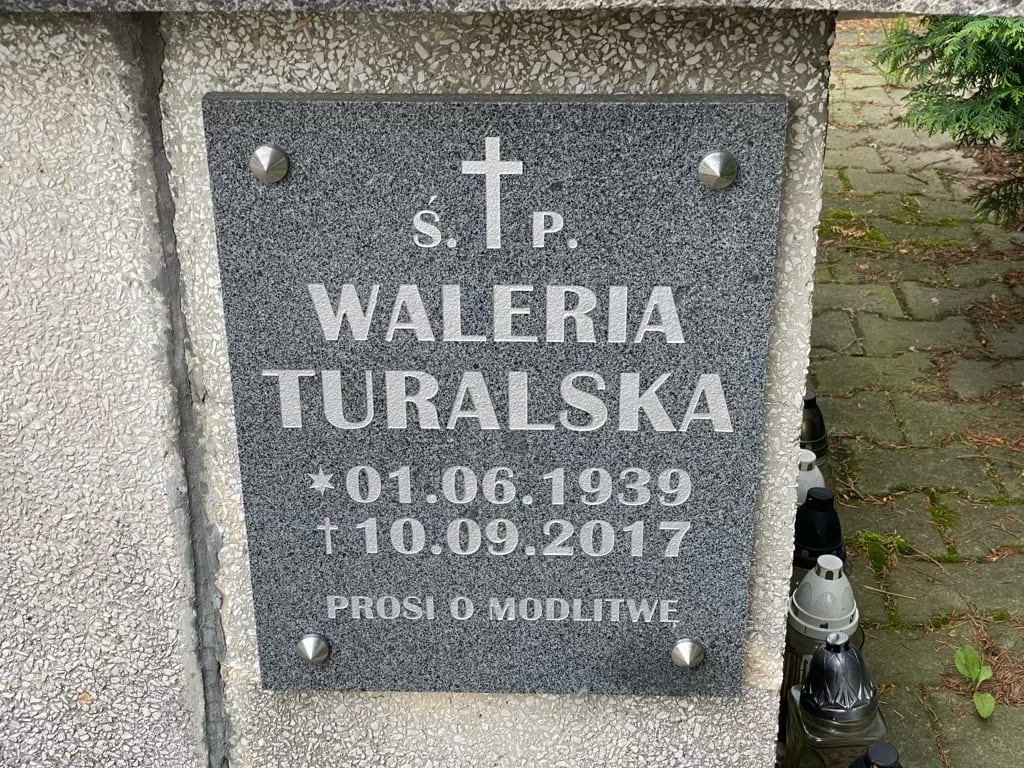 Ś. P.
WALERIA
TURALSKA
*01.06.1939
†10.09.2017
PROSI O MODLITWĘ